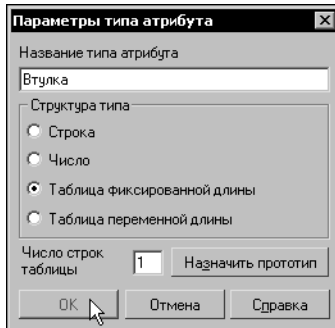 Параметры типа атрибута
Название типа атрибута
Втулка
Структура типа
Строка
Число
Таблица фиксированной длины
Таблица переменной длины
Число строк
таблицы
1
Назначить прототип
OK
Отмена
Справка